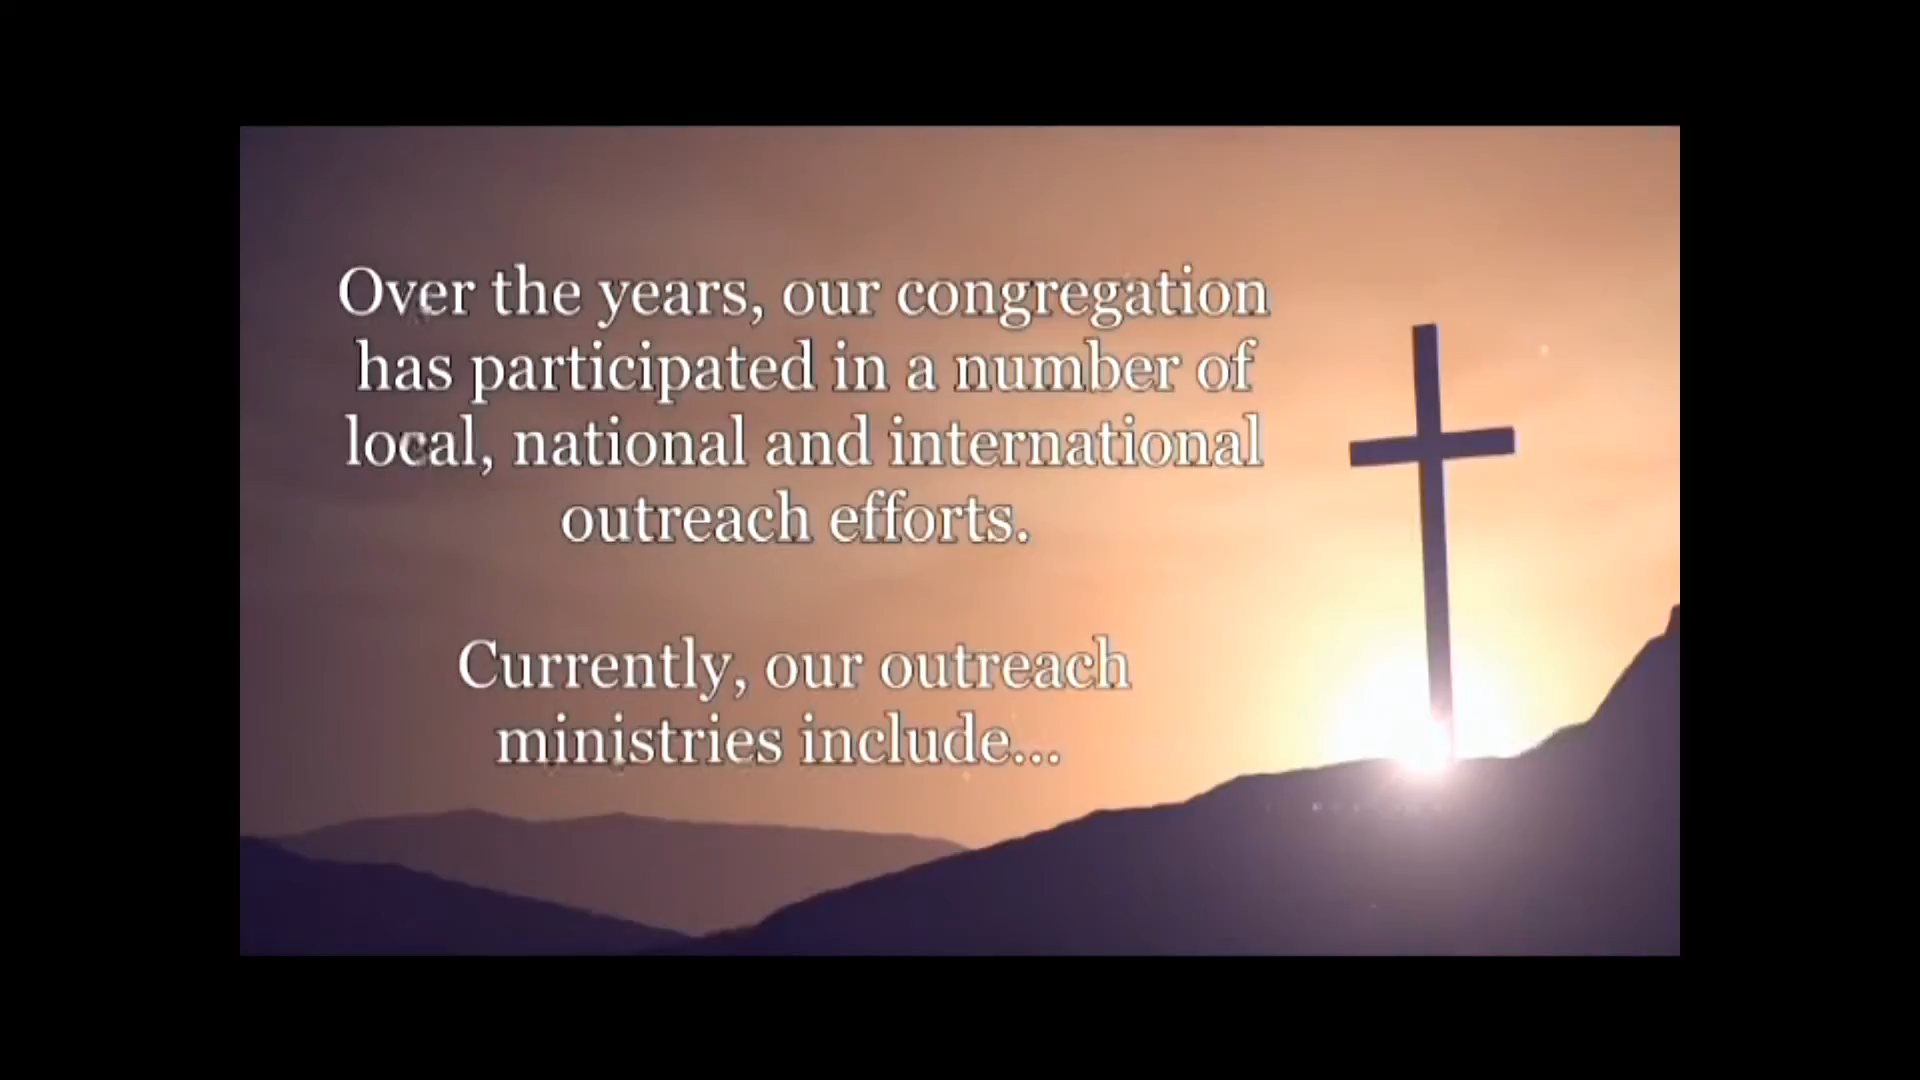 Over the years, our congregation
has participated in a number of
local, national and international
outreach efforts.
Currently, our outreach
ministries include...